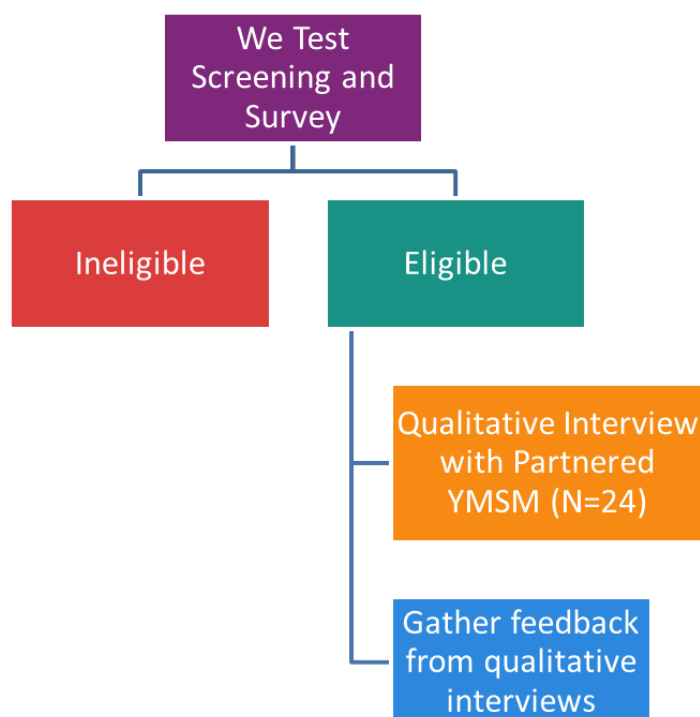 We Test
Screening and
Survey
Ineligible
Eligible
Qualitative Interview
with Partnered
YMSM (N=24)
Gather feedback
from qualitative
interviews